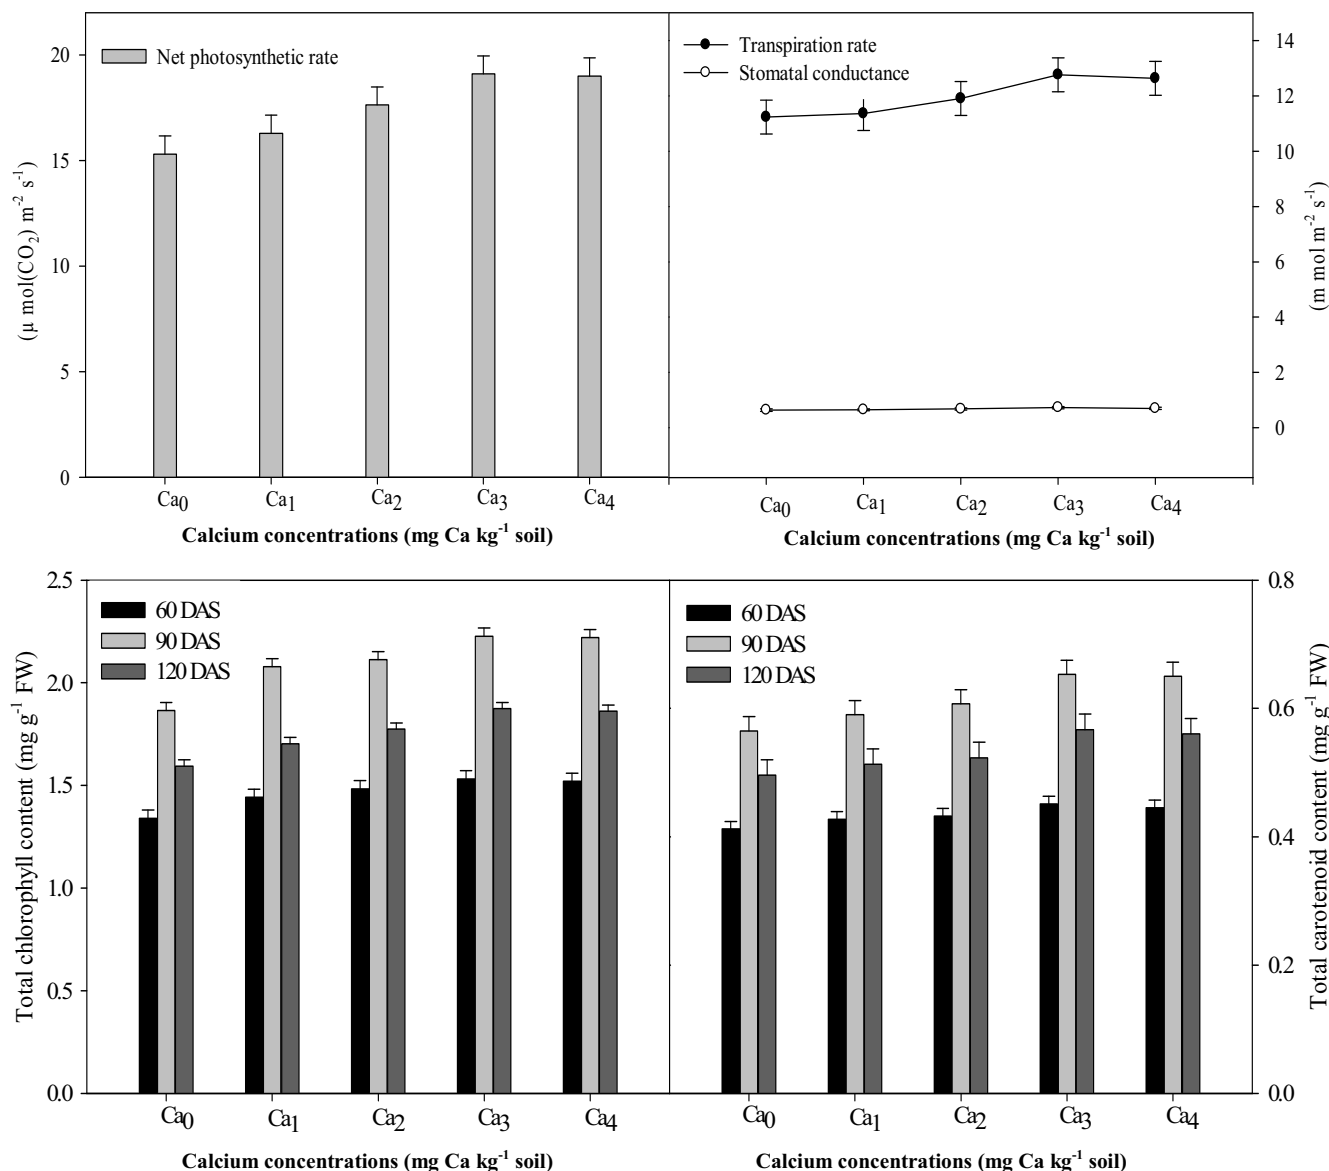 Net photosynthetic rate
20
15
10
5
0
(µ mol(CO₂) m⁻² s⁻¹)
Ca₀ Ca₁ Ca₂ Ca₃ Ca₄
Calcium concentrations (mg Ca kg⁻¹ soil)
Transpiration rate
Stomatal conductance
14
12
10
8
6
4
2
0
(m mol m⁻² s⁻¹)
Ca₀ Ca₁ Ca₂ Ca₃ Ca₄
Calcium concentrations (mg Ca kg⁻¹ soil)
2.5
2.0
1.5
1.0
0.5
0.0
Total chlorophyll content (mg g⁻¹ FW)
60 DAS
90 DAS
120 DAS
Ca₀ Ca₁ Ca₂ Ca₃ Ca₄
Calcium concentrations (mg Ca kg⁻¹ soil)
60 DAS
90 DAS
120 DAS
0.8
0.6
0.4
0.2
0.0
Total carotenoid content (mg g⁻¹ FW)
Ca₀ Ca₁ Ca₂ Ca₃ Ca₄
Calcium concentrations (mg Ca kg⁻¹ soil)